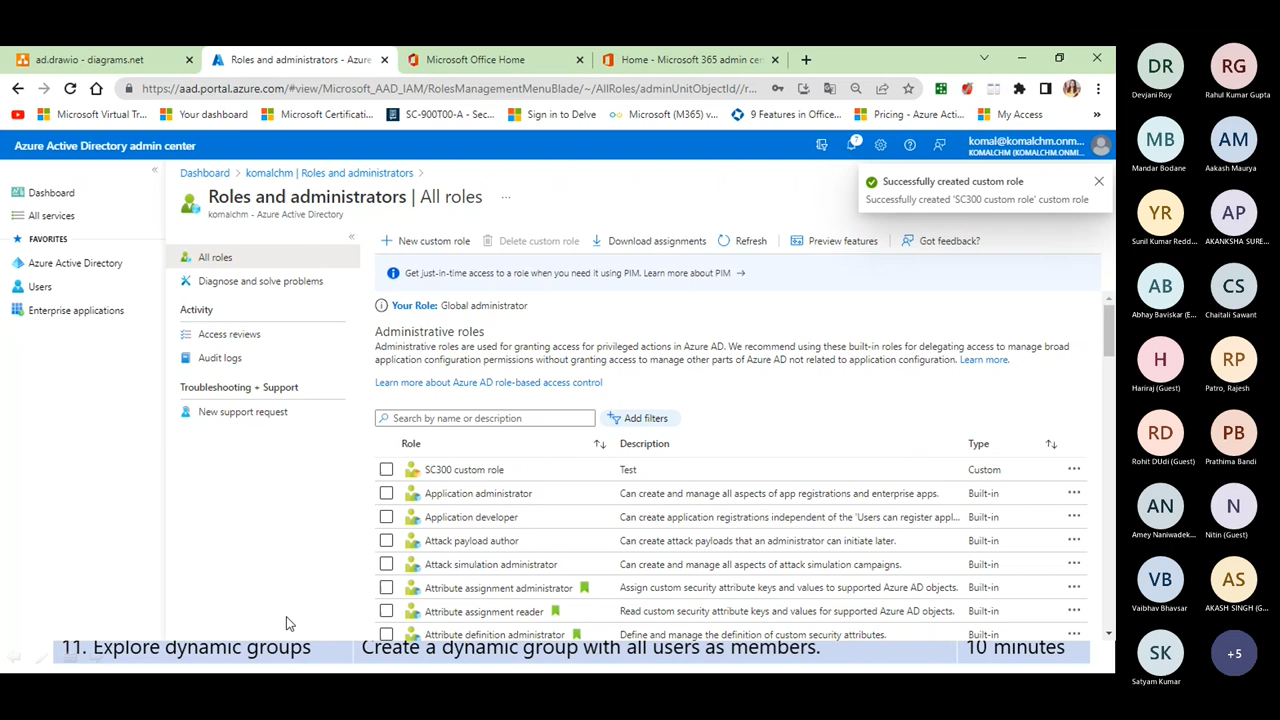 ad.drawio - diagrams.net
Roles and administrators - Azure
Microsoft Office Home
Home - Microsoft 365 admin cen
https://aad.portal.azure.com/#view/Microsoft_AAD_IAM/RolesManagementMenuBlade/~/AllRoles/adminUnitObjectId//r...
Microsoft Virtual Tr...
Your dashboard
Microsoft Certificati...
SC-900T00-A - Sec...
Sign in to Delve
Microsoft (M365) v...
9 Features in Office...
Pricing - Azure Acti...
My Access
Azure Active Directory admin center
7
komal@komalchm.onm...
KOMALCHM (KOMALCHM.ONMI...
Dashboard
All services
FAVORITES
Azure Active Directory
Users
Enterprise applications
Dashboard > komalchm | Roles and administrators >
Roles and administrators | All roles ...
komalchm - Azure Active Directory
Successfully created custom role
Successfully created 'SC300 custom role' custom role
All roles
Diagnose and solve problems
Activity
Access reviews
Audit logs
Troubleshooting + Support
New support request
New custom role
Delete custom role
Download assignments
Refresh
Preview features
Got feedback?
Get just-in-time access to a role when you need it using PIM. Learn more about PIM
Your Role: Global administrator
Administrative roles
Administrative roles are used for granting access for privileged actions in Azure AD. We recommend using these built-in roles for delegating access to manage broad
application configuration permissions without granting access to manage other parts of Azure AD not related to application configuration. Learn more.
Learn more about Azure AD role-based access control
Search by name or description
Add filters
Role Description Type
SC300 custom role Test Custom ...
Application administrator Can create and manage all aspects of app registrations and enterprise apps. Built-in ...
Application developer Can create application registrations independent of the 'Users can register appl... Built-in ...
Attack payload author Can create attack payloads that an administrator can initiate later. Built-in ...
Attack simulation administrator Can create and manage all aspects of attack simulation campaigns. Built-in ...
Attribute assignment administrator Assign custom security attribute keys and values to supported Azure AD objects. Built-in ...
Attribute assignment reader Read custom security attribute keys and values for supported Azure AD objects. Built-in ...
Attribute definition administrator Define and manage the definition of custom security attributes. Built-in ...
11. Explore dynamic groups Create a dynamic group with all users as members. 10 minutes
DR RG
Devjani Roy Rahul Kumar Gupta
MB AM
Mandar Bodane Aakash Maurya
YR AP
Sunil Kumar Redd... AKANKSHA SURE...
AB CS
Abhay Baviskar (E... Chaitali Sawant
H RP
Hariraj (Guest) Patro, Rajesh
RD PB
Rohit DUdi (Guest) Prathima Bandi
AN N
Amey Naniwadek... Nitin (Guest)
VB AS
Vaibhav Bhavsar AKASH SINGH (G...
SK +5
Satyam Kumar